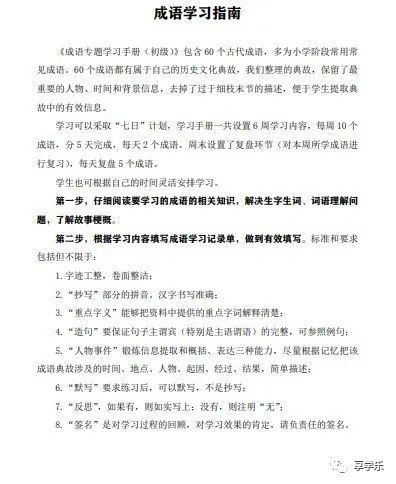 成语学习指南
《成语专题学习手册（初级）》包含 60 个古代成语，多为小学阶段常用常
见成语。60 个成语都有属于自己的历史文化典故，我们整理的典故，保留了最
重要的人物、时间和背景信息，去掉了过于细枝末节的描述，便于学生提取典
故中的有效信息。
学习可以采取“七日”计划，学习手册一共设置 6 周学习内容，每周 10 个
成语，分 5 天完成，每天 2 个成语。周末设置了复盘环节（对本周所学成语进
行复习），每天复盘 5 个成语。
学生也可根据自己的时间灵活安排学习。
第一步，仔细阅读要学习的成语的相关知识，解决生字生词、词语理解问
题，了解故事梗概。
第二步，根据学习内容填写成语学习记录单，做到有效填写。标准和要求
包括但不限于：
1.字迹工整，卷面整洁；
2.“抄写”部分的拼音、汉字书写准确；
3.“重点字义”能够把资料中提供的重点字词解释清楚；
4.“造句”要保证句子主谓宾（特别是主语谓语）的完整，可参照例句；
5.“人物事件”锻炼信息提取和概括、表达三种能力，尽量根据记忆把该
成语典故涉及的时间、地点、人物、起因、经过、结果，简单描述；
6.“默写”要求练习后，可以默写，不是抄写；
7.“反思”，如果有，则如实写上；没有，则注明“无”；
8.“签名”是对学习过程的回顾，对学习效果的肯定，请负责任的签名。
享学乐